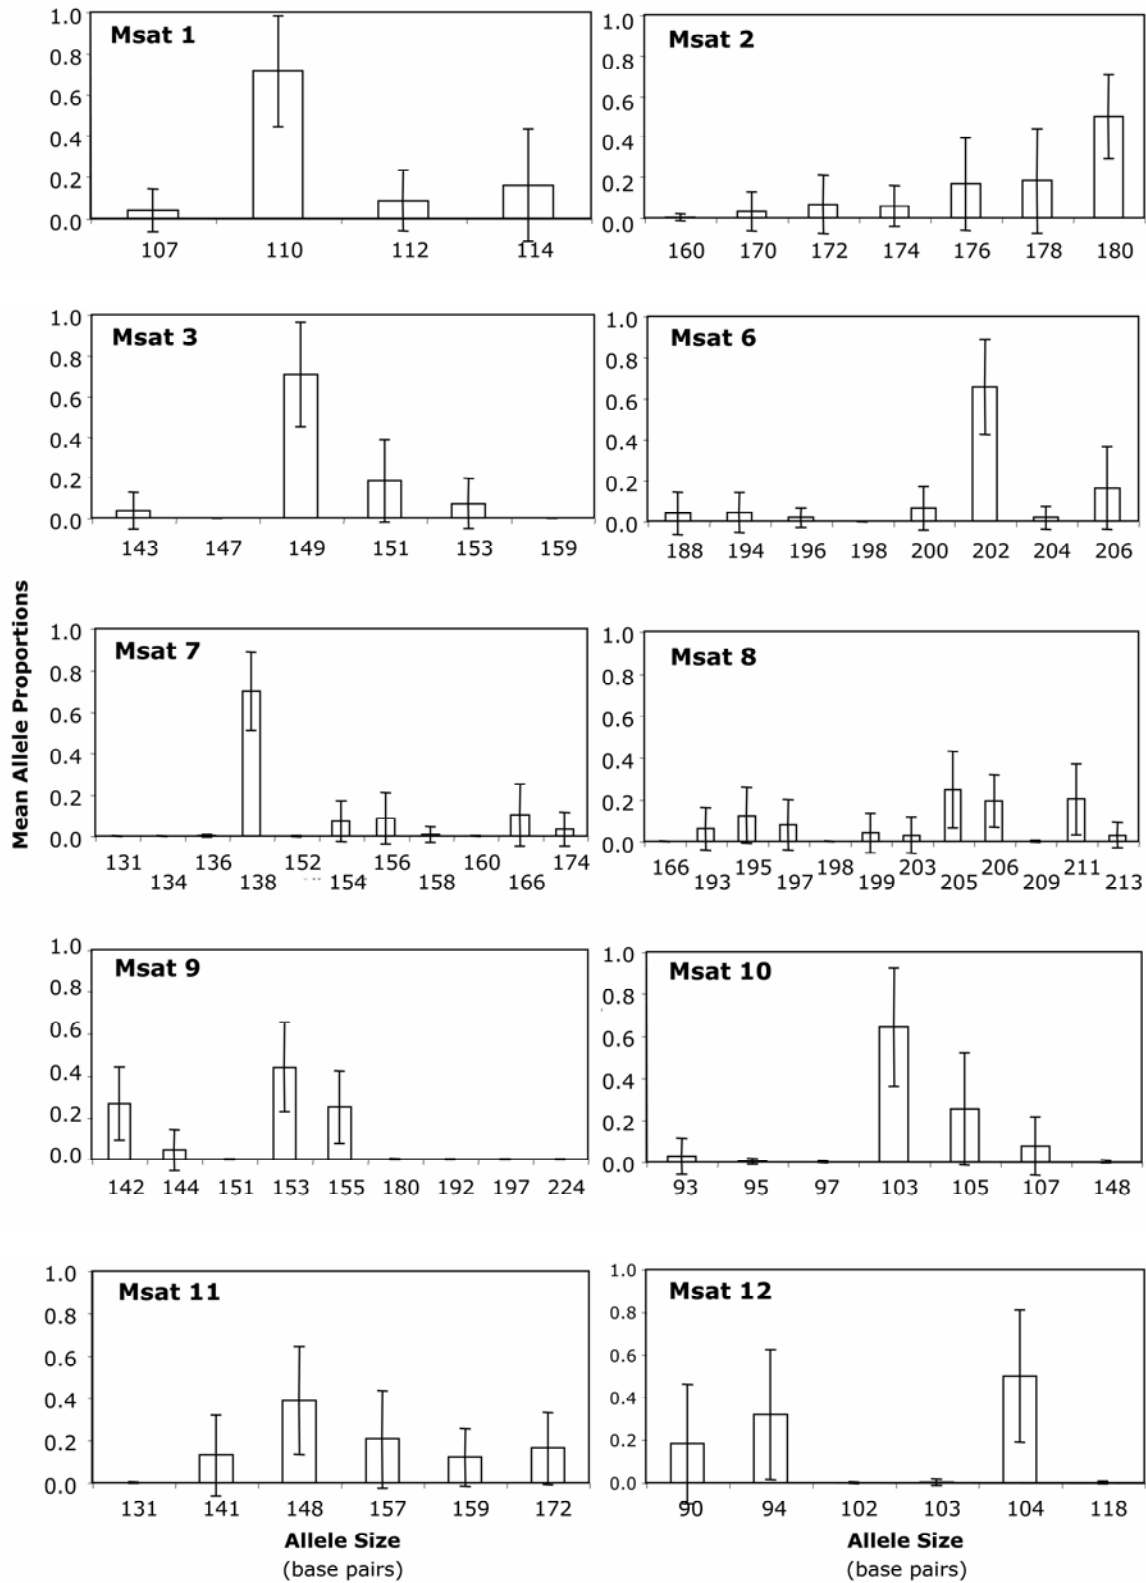 Msat 1
1.0
0.8
0.6
0.4
0.2
0.0
107 110 112 114
Msat 2
1.0
0.8
0.6
0.4
0.2
0.0
160 170 172 174 176 178 180
Msat 3
1.0
0.8
0.6
0.4
0.2
0.0
143 147 149 151 153 159
Msat 6
1.0
0.8
0.6
0.4
0.2
0.0
188 194 196 198 200 202 204 206
Mean Allele Proportions
Msat 7
1.0
0.8
0.6
0.4
0.2
0.0
131 136 152 156 160 174
134 138 154 158 166
Msat 8
1.0
0.8
0.6
0.4
0.2
0.0
166 195 198 203 206 211
193 197 199 205 209 213
Msat 9
1.0
0.8
0.6
0.4
0.2
0.0
142 144 151 153 155 180 192 197 224
Msat 10
1.0
0.8
0.6
0.4
0.2
0.0
93 95 97 103 105 107 148
Msat 11
1.0
0.8
0.6
0.4
0.2
0.0
131 141 148 157 159 172
Allele Size
(base pairs)
Msat 12
1.0
0.8
0.6
0.4
0.2
0.0
90 94 102 103 104 118
Allele Size
(base pairs)